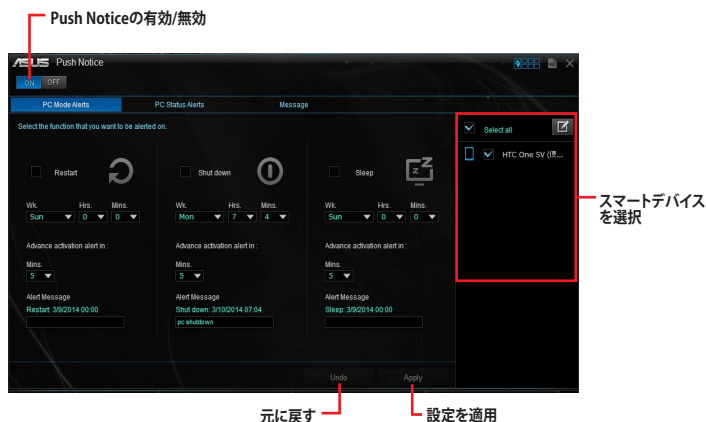 Push Noticeの有効/無効
ASUS Push Notice
ON OFF
PC Mode Alerts PC Status Alerts Message
Select the function that you want to be alerted on.
Select all
HTC One SV (便...
Restart Shut down Sleep
スマートデバイス
を選択
Wk. Hrs. Mins. Wk. Hrs. Mins. Wk. Hrs. Mins.
Sun 0 0 Mon 7 4 Sun 0 0
Advance activation alert in : Advance activation alert in : Advance activation alert in :
Mins. Mins. Mins.
5 5 5
Alert Message Alert Message Alert Message
Restart: 3/9/2014 00:00 Shut down: 3/10/2014 07:04 Sleep: 3/9/2014 00:00
pc shutdown
Undo Apply
元に戻す 設定を適用